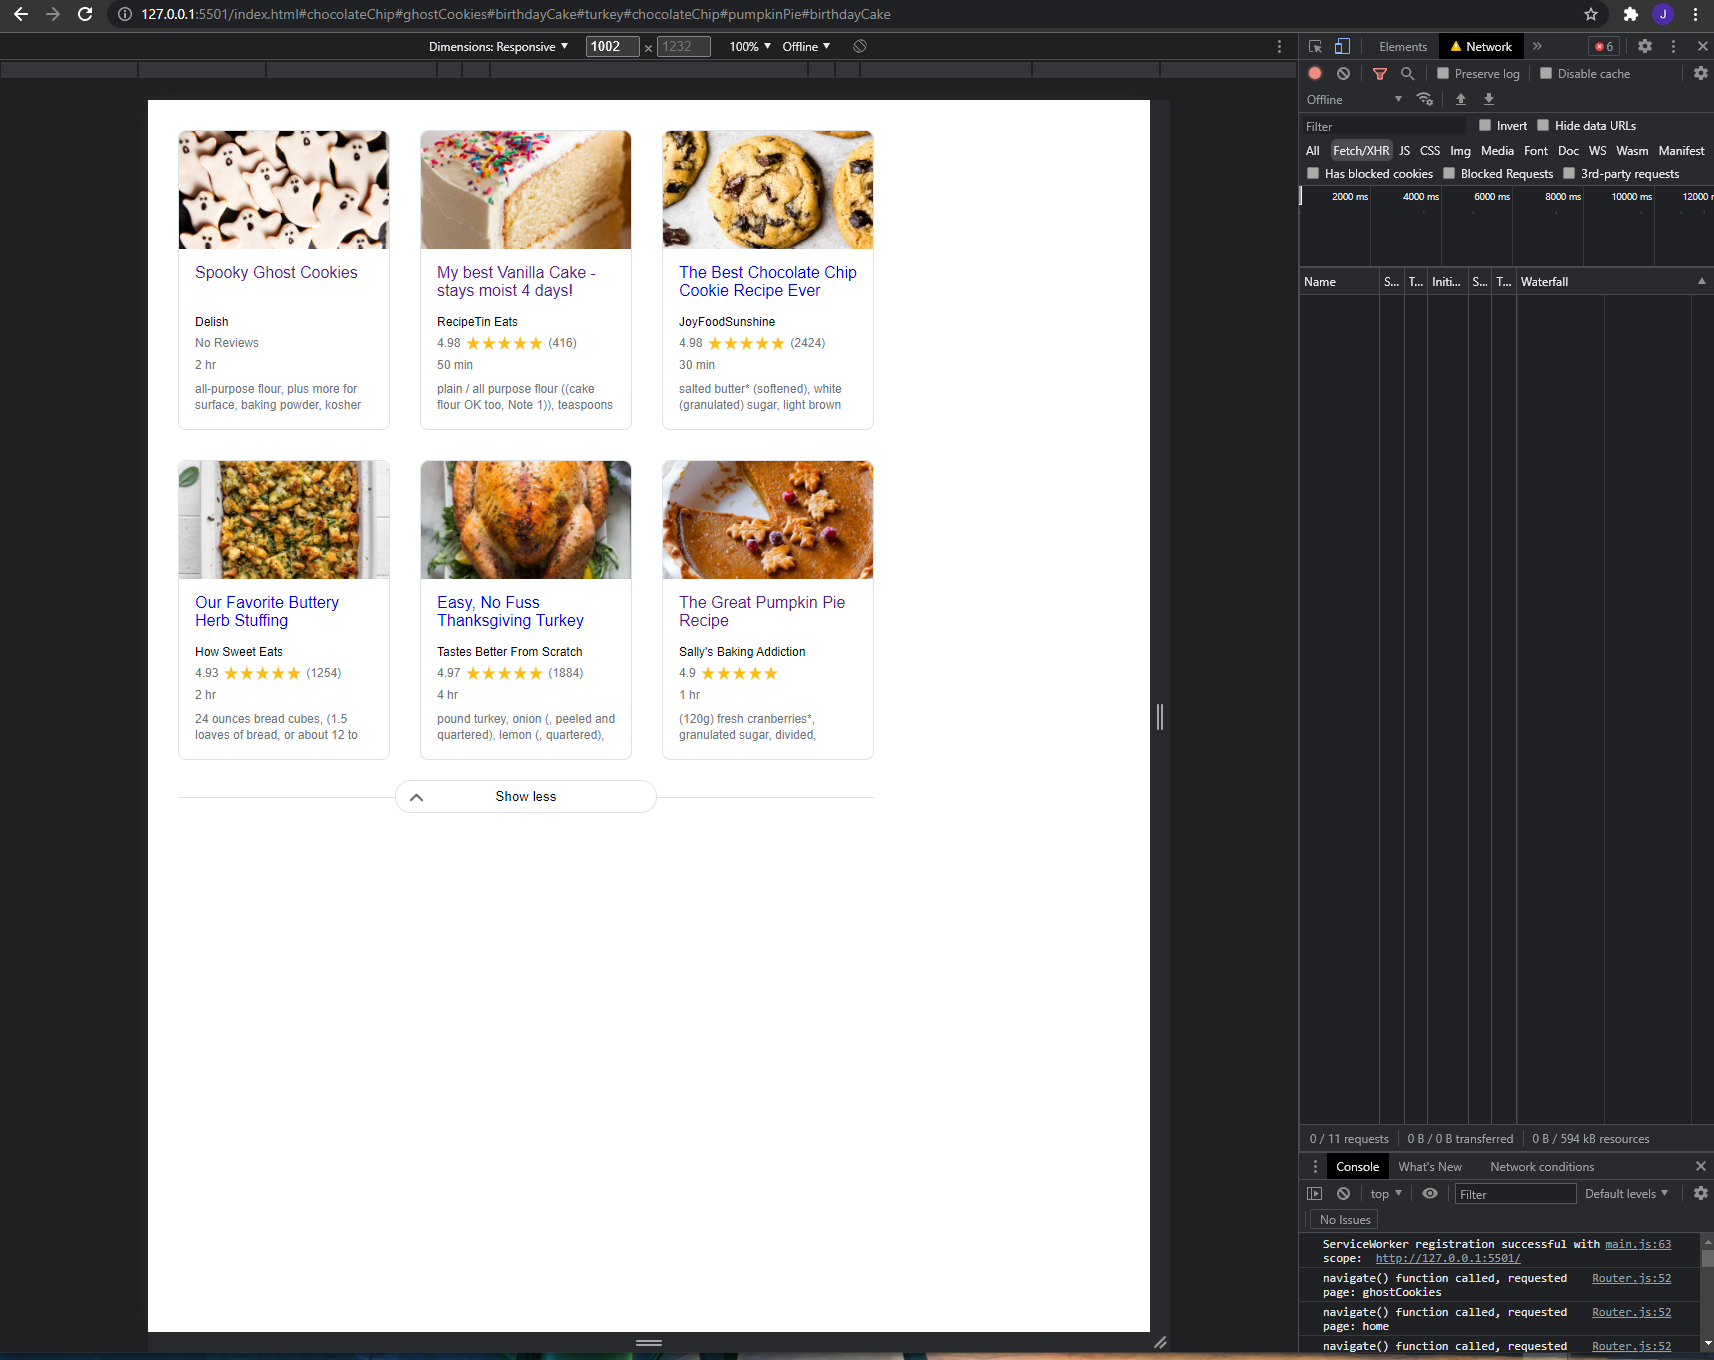 127.0.0.1:5501/index.html#chocolateChip#ghostCookies#birthdayCake#turkey#chocolateChip#pumpkinPie#birthdayCake
J
Dimensions: Responsive ▼ 1002 × 1232 100% ▼ Offline ▼
Spooky Ghost Cookies
Delish
No Reviews
2 hr
all-purpose flour, plus more for
surface, baking powder, kosher
My best Vanilla Cake -
stays moist 4 days!
RecipeTin Eats
4.98 ★★★★★ (416)
50 min
plain / all purpose flour ((cake
flour OK too, Note 1)), teaspoons
The Best Chocolate Chip
Cookie Recipe Ever
JoyFoodSunshine
4.98 ★★★★★ (2424)
30 min
salted butter* (softened), white
(granulated) sugar, light brown
Our Favorite Buttery
Herb Stuffing
How Sweet Eats
4.93 ★★★★★ (1254)
2 hr
24 ounces bread cubes, (1.5
loaves of bread, or about 12 to
Easy, No Fuss
Thanksgiving Turkey
Tastes Better From Scratch
4.97 ★★★★★ (1884)
4 hr
pound turkey, onion (, peeled and
quartered), lemon (, quartered),
The Great Pumpkin Pie
Recipe
Sally's Baking Addiction
4.9 ★★★★★
1 hr
(120g) fresh cranberries*,
granulated sugar, divided,
Show less
Elements Network » 6
Preserve log Disable cache
Offline ▼
Filter Invert Hide data URLs
All Fetch/XHR JS CSS Img Media Font Doc WS Wasm Manifest
Has blocked cookies Blocked Requests 3rd-party requests
2000 ms 4000 ms 6000 ms 8000 ms 10000 ms 12000 m
Name S... T... Initi... S... T... Waterfall
0 / 11 requests 0 B / 0 B transferred 0 B / 594 kB resources
Console What's New Network conditions
top ▼ Filter Default levels ▼
No Issues
ServiceWorker registration successful with main.js:63
scope: http://127.0.0.1:5501/
navigate() function called, requested Router.js:52
page: ghostCookies
navigate() function called, requested Router.js:52
page: home
navigate() function called, requested Router.js:52